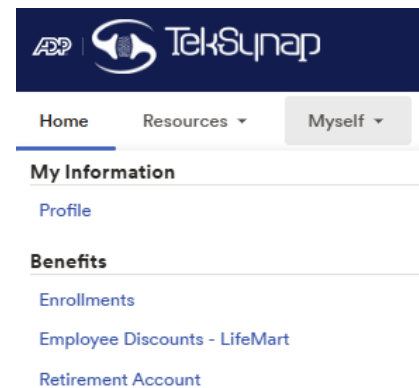 ADP TekSynap
Home Resources Myself
My Information
Profile
Benefits
Enrollments
Employee Discounts - LifeMart
Retirement Account